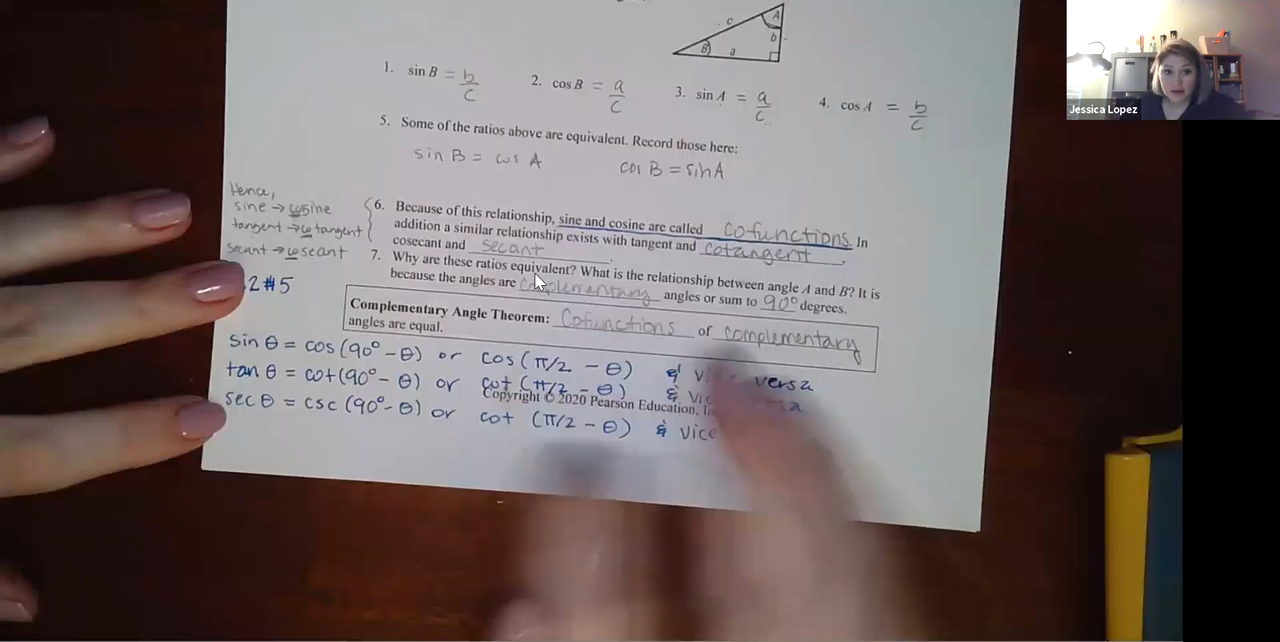 c
A
b
B
a
1. sin B = b/c
2. cos B = a/c
3. sin A = a/c
4. cos A = b/c
5. Some of the ratios above are equivalent. Record those here:
sin B = cos A
cos B = sin A
Hence,
sine → cosine
tangent → cotangent
secant → coseant
6. Because of this relationship, sine and cosine are called cofunctions. In
addition a similar relationship exists with tangent and cotangent,
cosecant and secant.
7. Why are these ratios equivalent? What is the relationship between angle A and B? It is
because the angles are complementary angles or sum to 90° degrees.
2 #5
Complementary Angle Theorem: Cofunctions of complementary
angles are equal.
sin θ = cos (90° - θ) or cos (π/2 - θ) & vice versa
tan θ = cot (90° - θ) or cot (π/2 - θ) &
Copyright © 2020 Pearson Education,
sec θ = csc (90° - θ) or cot (π/2 - θ) & vice
Jessica Lopez